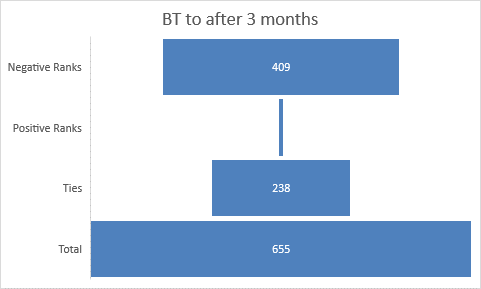 BT to after 3 months
Negative Ranks
409
Positive Ranks
Ties
238
Total
655